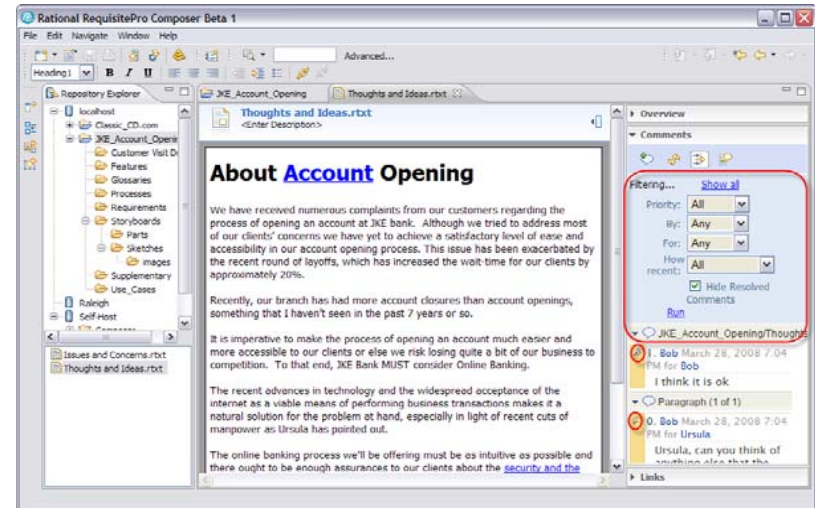 Rational RequisitePro Composer Beta 1
File Edit Navigate Window Help
Advanced...
Heading1 B I U
Repository Explorer
JKE_Account_Opening
Thoughts and Ideas.rtxt
localhost
Classic_CD.com
JKE_Account_Openin
Customer Visit D
Features
Glossaries
Processes
Requirements
Storyboards
Parts
Sketches
images
Supplementary
Use_Cases
Raleigh
Self-Host
Issues and Concerns.rtxt
Thoughts and Ideas.rtxt
Thoughts and Ideas.rtxt
<Enter Description>
About Account Opening
We have received numerous complaints from our customers regarding the
process of opening an account at JKE bank. Although we tried to address most
of our clients' concerns we have yet to achieve a satisfactory level of ease and
accessibility in our account opening process. This issue has been exacerbated by
the recent round of layoffs, which has increased the wait-time for our clients by
approximately 20%.
Recently, our branch has had more account closures than account openings,
something that I haven't seen in the past 7 years or so.
It is imperative to make the process of opening an account much easier and
more accessible to our clients or else we risk losing quite a bit of our business to
competition. To that end, JKE Bank MUST consider Online Banking.
The recent advances in technology and the widespread acceptance of the
internet as a viable means of performing business transactions makes it a
natural solution for the problem at hand, especially in light of recent cuts of
manpower as Ursula has pointed out.
The online banking process we'll be offering must be as intuitive as possible and
there ought to be enough assurances to our clients about the security and the
Overview
Comments
Filtering... Show all
Priority: All
By: Any
For: Any
How recent: All
Hide Resolved
Comments
Run
JKE_Account_Opening/Thoughts
1. Bob March 28, 2008 7:04
PM for Bob
I think it is ok
Paragraph (1 of 1)
0. Bob March 28, 2008 7:04
PM for Ursula
Ursula, can you think of
anything else that the
Links